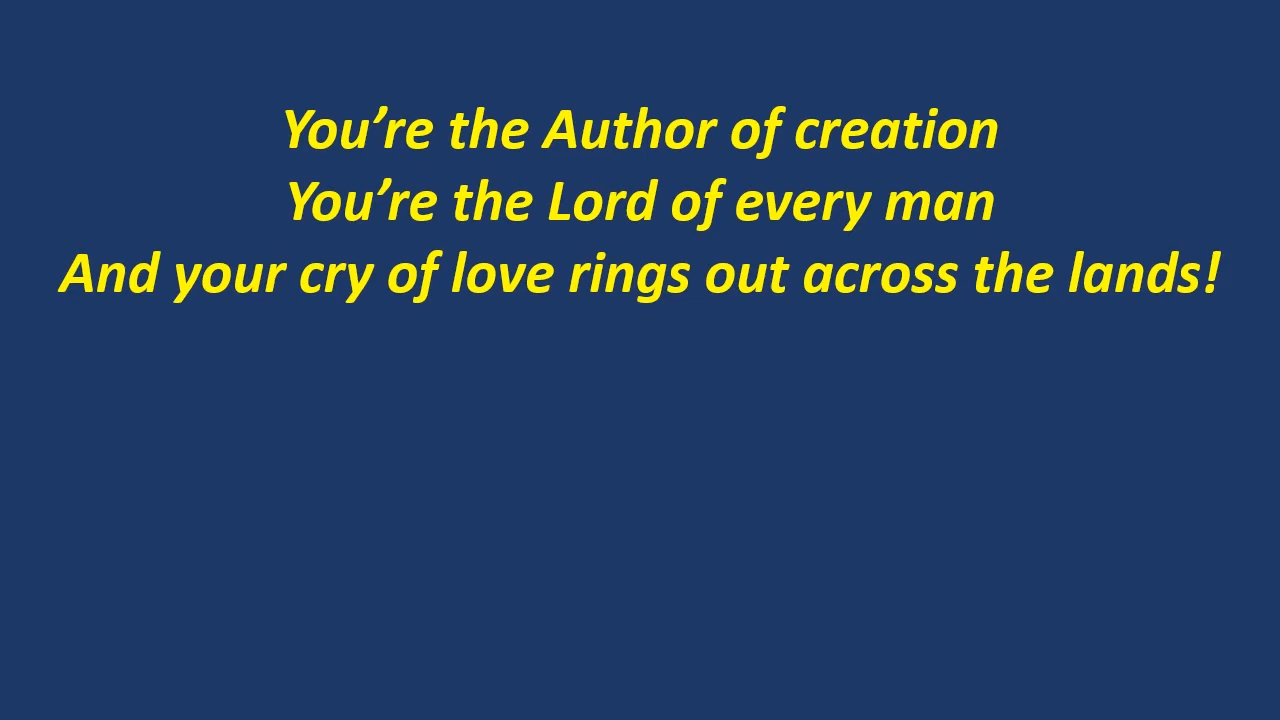 You’re the Author of creation
You’re the Lord of every man
And your cry of love rings out across the lands!